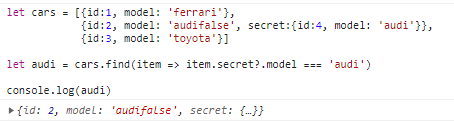 let cars = [{id:1, model: 'ferrari'},
{id:2, model: 'audifalse', secret:{id:4, model: 'audi'}},
{id:3, model: 'toyota'}]
let audi = cars.find(item => item.secret?.model === 'audi')
console.log(audi)
▶{id: 2, model: 'audifalse', secret: {…}}